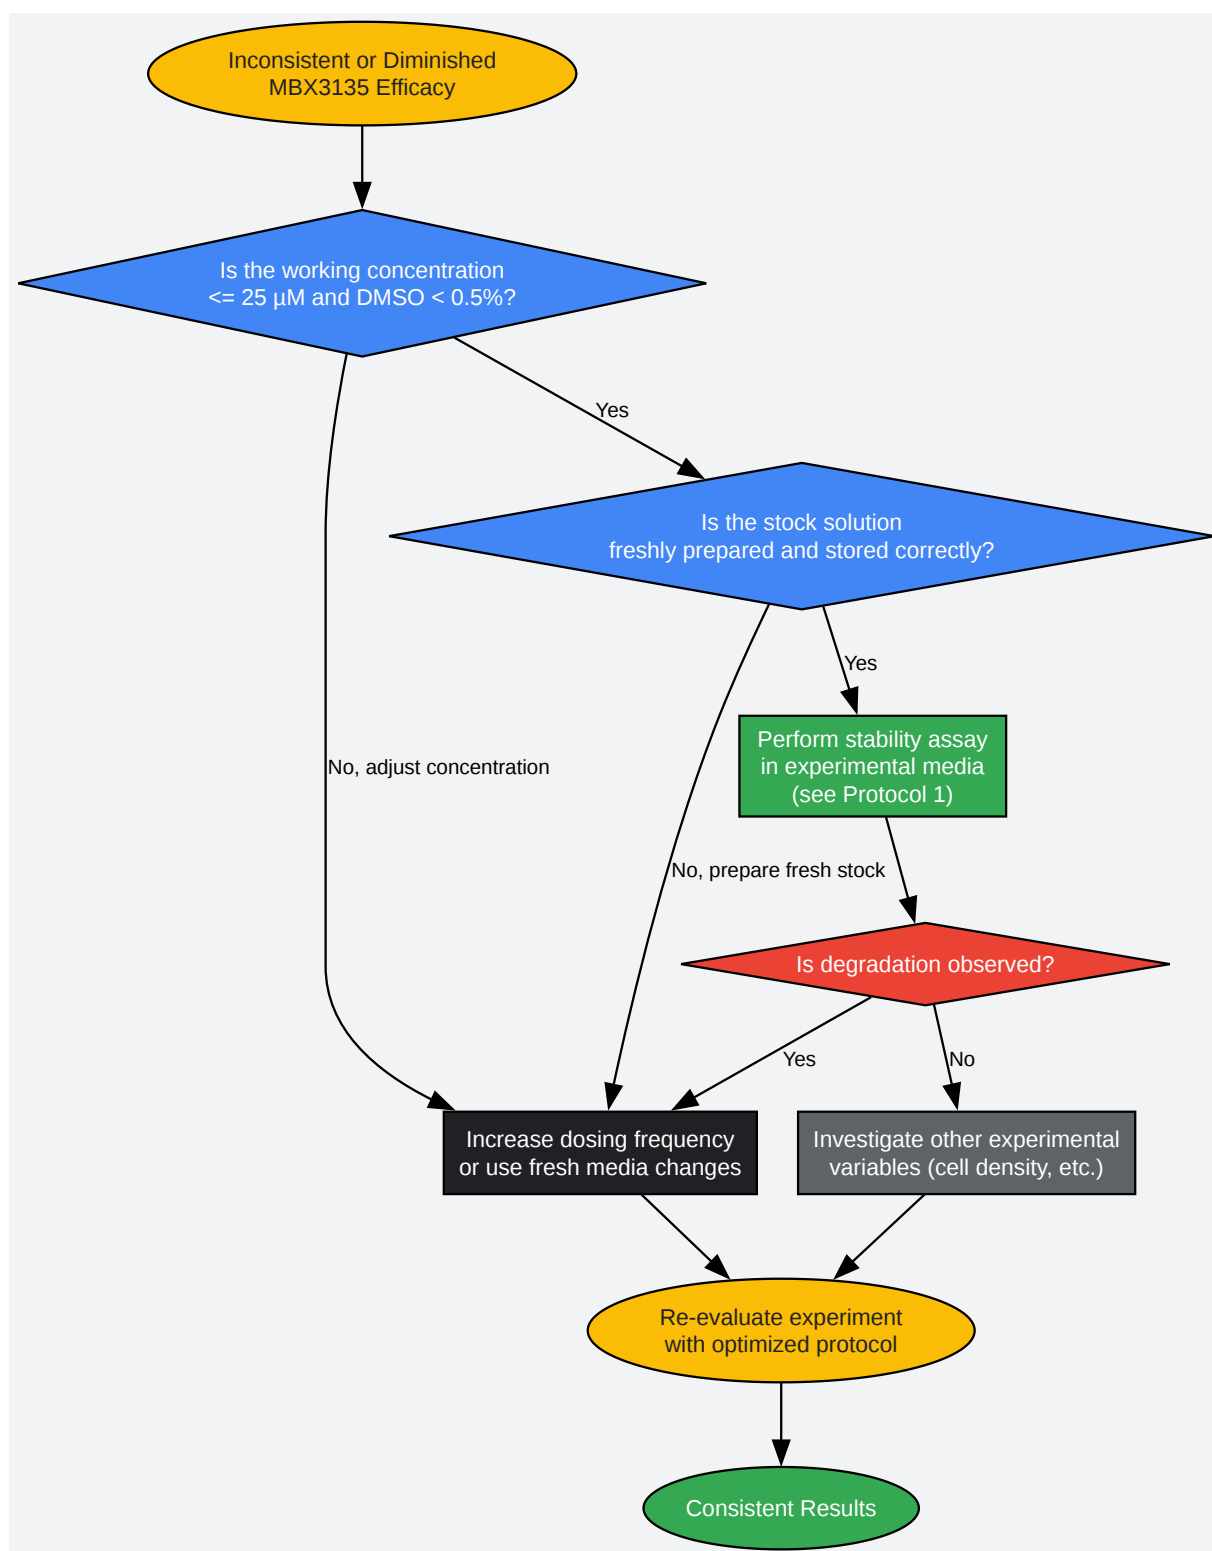 Inconsistent or Diminished
MBX3135 Efficacy
Is the working concentration
<= 25 µM and DMSO < 0.5%?
Yes
Is the stock solution
freshly prepared and stored correctly?
Yes
Perform stability assay
in experimental media
(see Protocol 1)
No, adjust concentration
No, prepare fresh stock
Is degradation observed?
Yes
No
Increase dosing frequency
or use fresh media changes
Investigate other experimental
variables (cell density, etc.)
Re-evaluate experiment
with optimized protocol
Consistent Results